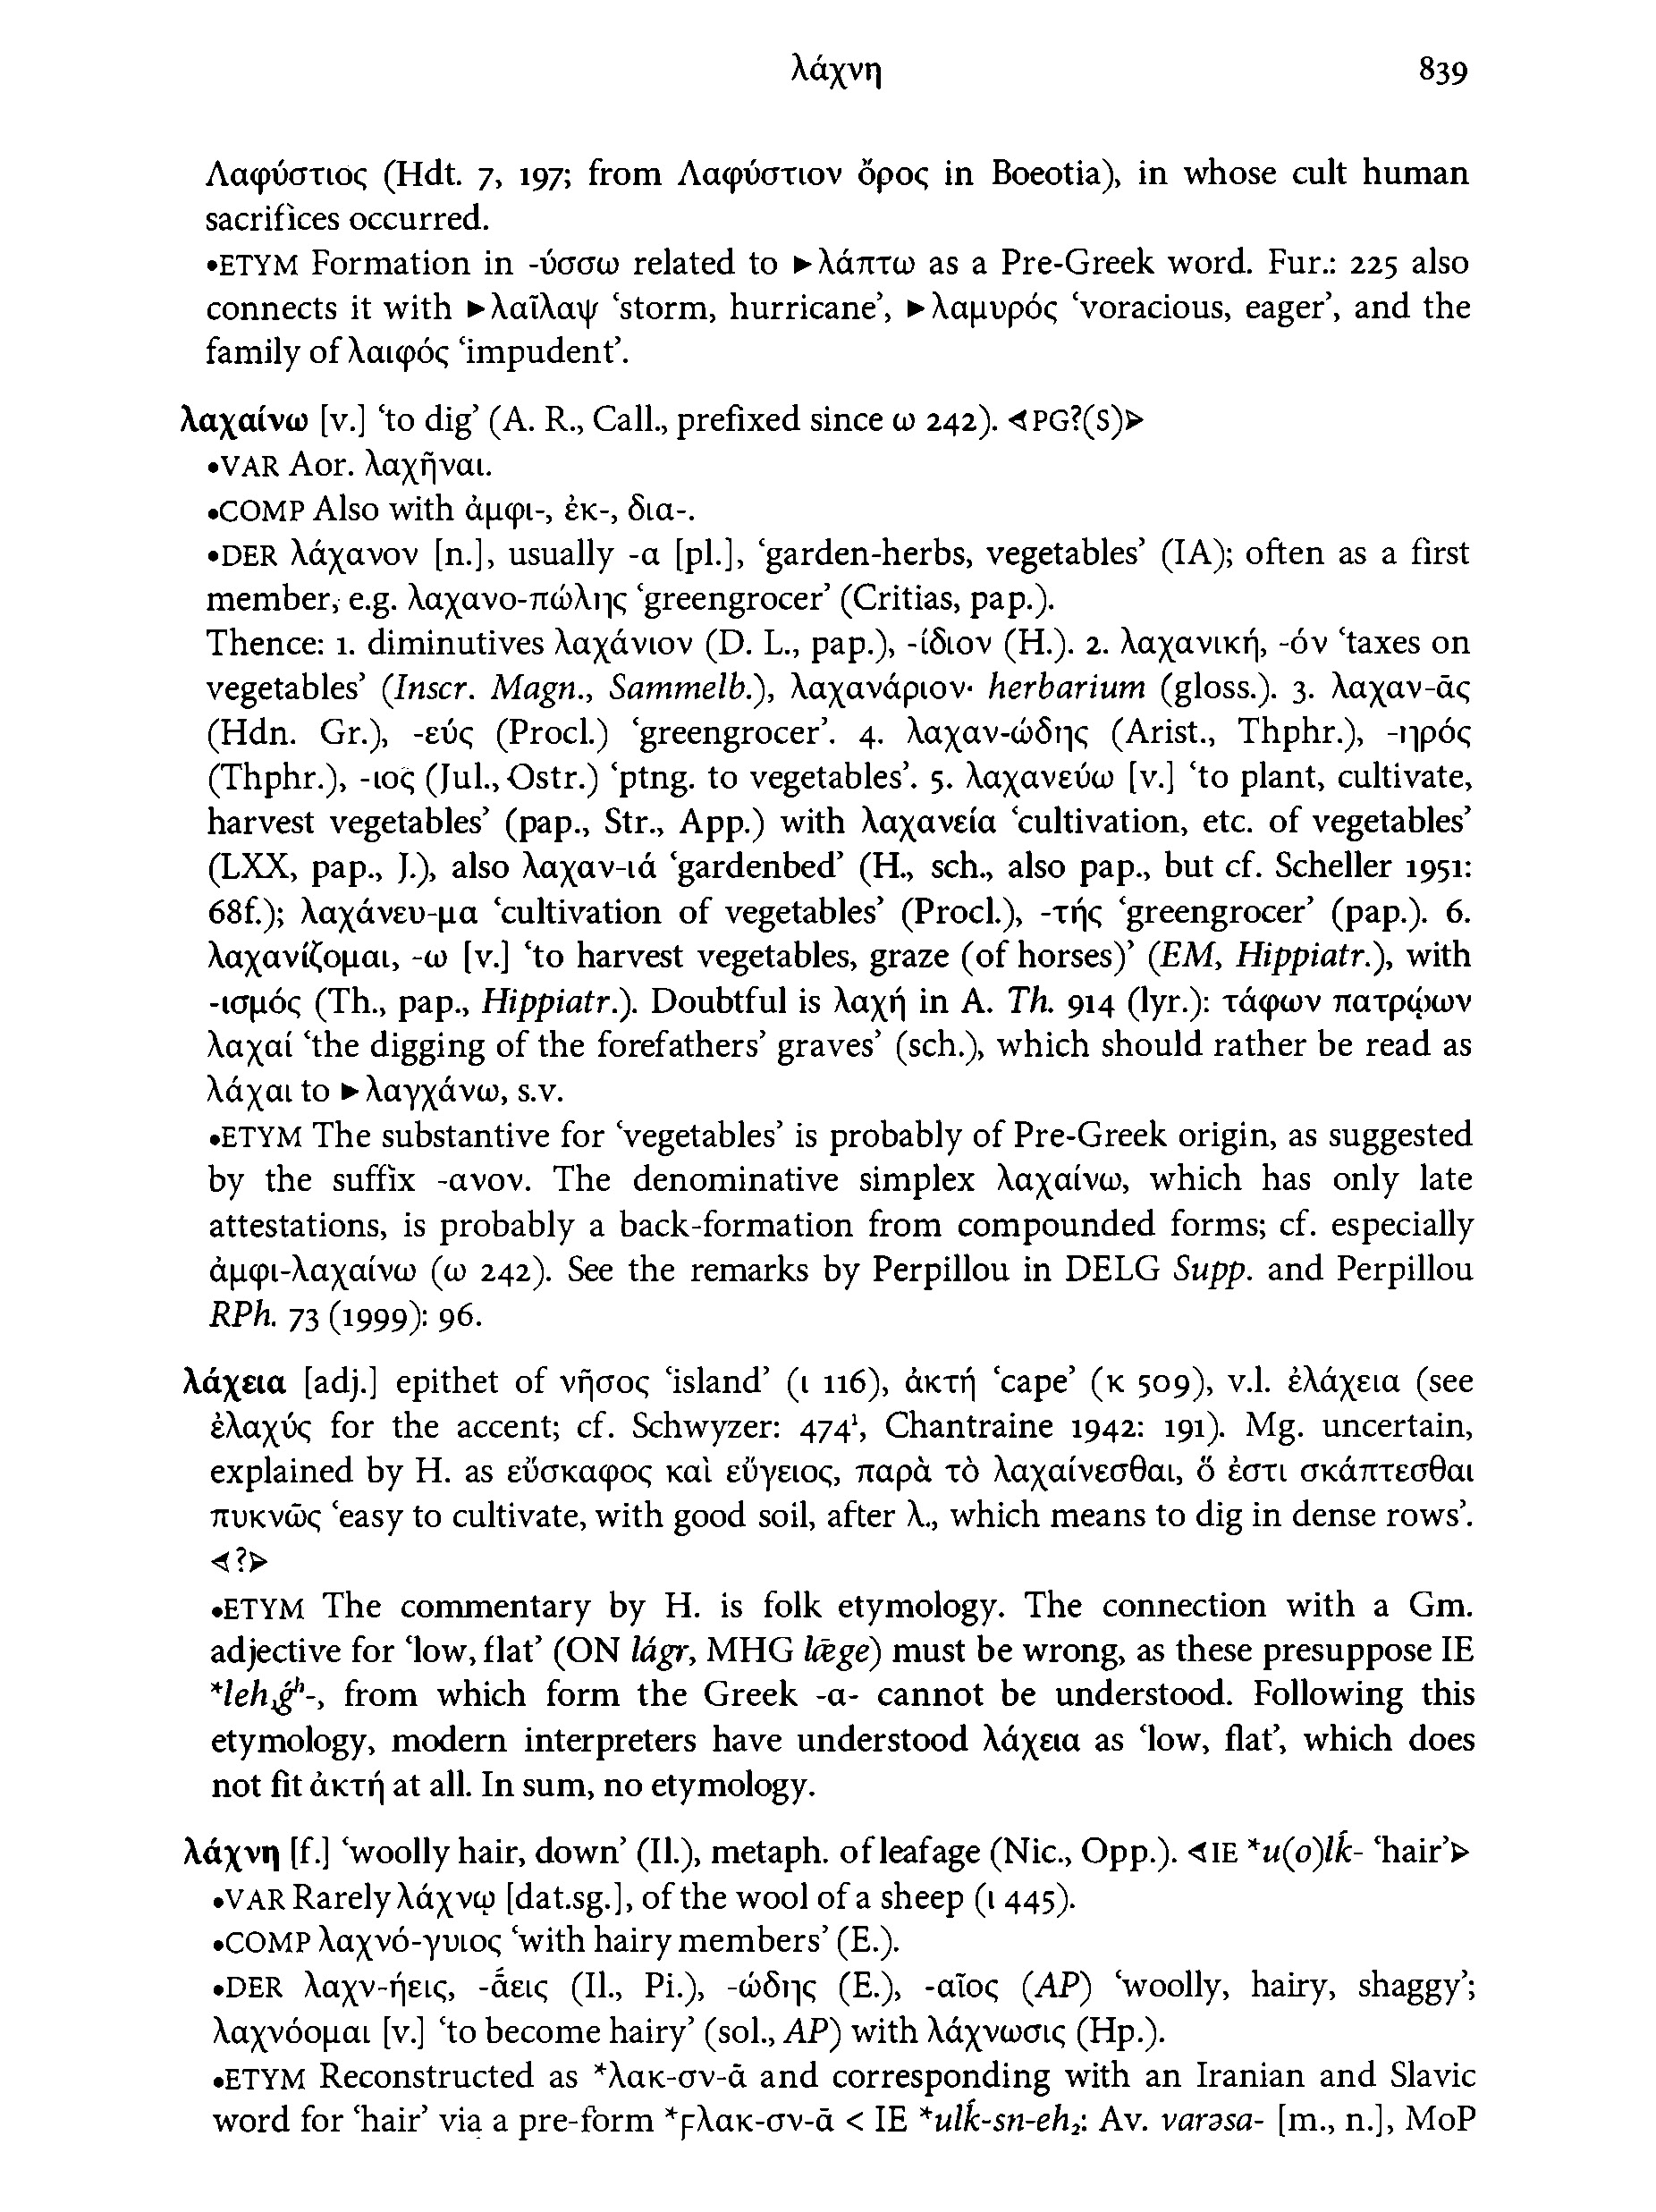 λάχνη 839
Λαφύστιος (Hdt. 7, 197; from Λαφύστιον ὄρος in Boeotia), in whose cult human
sacrifices occurred.
•ETYM Formation in -ύσσω related to ►λάπτω as a Pre-Greek word. Fur.: 225 also
connects it with ►λαῖλαψ ‘storm, hurricane’, ►λαμυρός ‘voracious, eager’, and the
family of λαιφός ‘impudent’.
λαχαίνω [v.] ‘to dig’ (A. R., Call., prefixed since ω 242). ◄PG?(S)►
•VAR Aor. λαχῆναι.
•COMP Also with ἀμφι-, ἐκ-, δια-.
•DER λάχανον [n.], usually -α [pl.], ‘garden-herbs, vegetables’ (IA); often as a first
member, e.g. λαχανο-πώλης ‘greengrocer’ (Critias, pap.).
Thence: 1. diminutives λαχάνιον (D. L., pap.), -ίδιον (H.). 2. λαχανική, -όν ‘taxes on
vegetables’ (Inscr. Magn., Sammelb.), λαχανάριον· herbarium (gloss.). 3. λαχαν-ᾶς
(Hdn. Gr.), -εύς (Procl.) ‘greengrocer’. 4. λαχαν-ώδης (Arist., Thphr.), -ηρός
(Thphr.), -ιος (Jul., Ostr.) ‘ptng. to vegetables’. 5. λαχανεύω [v.] ‘to plant, cultivate,
harvest vegetables’ (pap., Str., App.) with λαχανεία ‘cultivation, etc. of vegetables’
(LXX, pap., J.), also λαχαν-ιά ‘gardenbed’ (H., sch., also pap., but cf. Scheller 1951:
68f.); λαχάνευ-μα ‘cultivation of vegetables’ (Procl.), -τής ‘greengrocer’ (pap.). 6.
λαχανίζομαι, -ω [v.] ‘to harvest vegetables, graze (of horses)’ (EM, Hippiatr.), with
-ισμός (Th., pap., Hippiatr.). Doubtful is λαχή in A. Th. 914 (lyr.): τάφων πατρῴων
λαχαί ‘the digging of the forefathers’ graves’ (sch.), which should rather be read as
λάχαι to ►λαγχάνω, s.v.
•ETYM The substantive for ‘vegetables’ is probably of Pre-Greek origin, as suggested
by the suffix -ανον. The denominative simplex λαχαίνω, which has only late
attestations, is probably a back-formation from compounded forms; cf. especially
ἀμφι-λαχαίνω (ω 242). See the remarks by Perpillou in DELG Supp. and Perpillou
RPh. 73 (1999): 96.
λάχεια [adj.] epithet of νῆσος ‘island’ (ι 116), ἀκτή ‘cape’ (κ 509), v.l. ἐλάχεια (see
ἐλαχύς for the accent; cf. Schwyzer: 474¹, Chantraine 1942: 191). Mg. uncertain,
explained by H. as εὔσκαφος καὶ εὔγειος, παρὰ τὸ λαχαίνεσθαι, ὅ ἐστι σκάπτεσθαι
πυκνῶς ‘easy to cultivate, with good soil, after λ., which means to dig in dense rows’.
◄?►
•ETYM The commentary by H. is folk etymology. The connection with a Gm.
adjective for ‘low, flat’ (ON lágr, MHG lǣge) must be wrong, as these presuppose IE
*leh₁ǵʰ-, from which form the Greek -α- cannot be understood. Following this
etymology, modern interpreters have understood λάχεια as ‘low, flat’, which does
not fit ἀκτή at all. In sum, no etymology.
λάχνη [f.] ‘woolly hair, down’ (Il.), metaph. of leafage (Nic., Opp.). ◄IE *u(o)lḱ- ‘hair’►
•VAR Rarely λάχνῳ [dat.sg.], of the wool of a sheep (ι 445).
•COMP λαχνό-γυιος ‘with hairy members’ (E.).
•DER λαχν-ήεις, -ᾱ́εις (Il., Pi.), -ώδης (E.), -αῖος (AP) ‘woolly, hairy, shaggy’;
λαχνόομαι [v.] ‘to become hairy’ (sol., AP) with λάχνωσις (Hp.).
•ETYM Reconstructed as *λακ-σν-ᾱ and corresponding with an Iranian and Slavic
word for ‘hair’ via a pre-form *ϝλακ-σν-ᾱ < IE *ulḱ-sn-eh₂: Av. varəsa- [m., n.], MoP